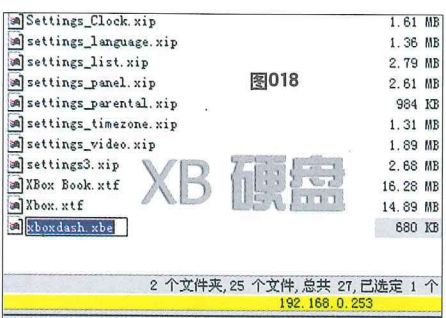 Settings_Clock.xip 1.61 MB
settings_language.xip 1.36 MB
settings_list.xip 2.79 MB
图018
settings_panel.xip 2.61 MB
settings_parental.xip 984 KB
settings_timezone.xip 1.31 MB
settings_video.xip 1.89 MB
settings3.xip 2.68 MB
XB 硬盘
XBox Book.xtf 16.28 MB
Xbox.xtf 14.89 MB
xboxdash.xbe 680 KB
2 个文件夹,25 个文件,总共 27,已选定 1 个
192.168.0.253